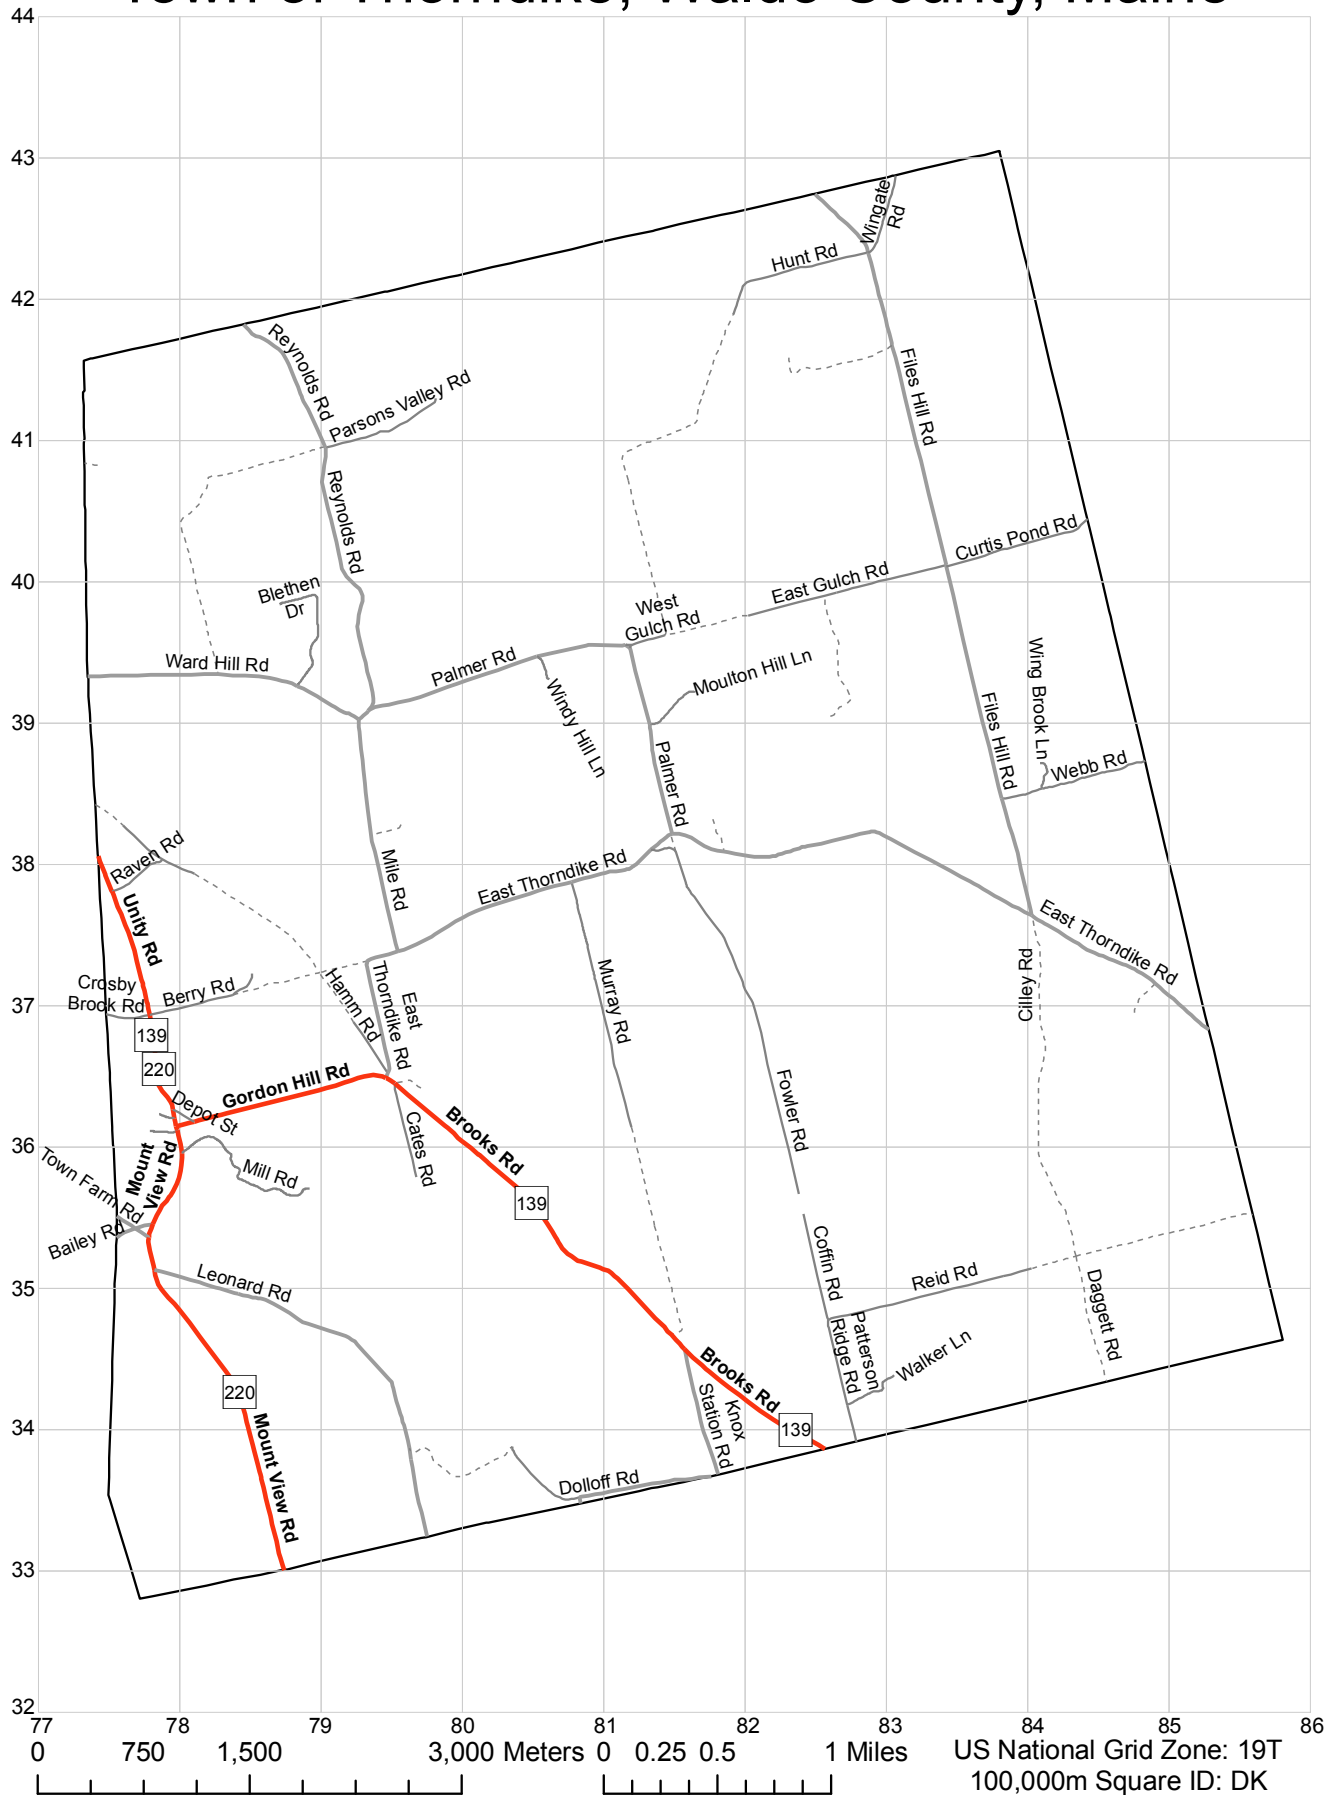 Town of Thorndike, Waldo County, Maine
44
43
Wingate
Rd
Hunt Rd
42
Reynolds Rd
Files Hill Rd
Parsons Valley Rd
41
Reynolds Rd
Curtis Pond Rd
40
Blethen
Dr
East Gulch Rd
West
Gulch Rd
Ward Hill Rd
Palmer Rd
Moulton Hill Ln
Wing Brook Ln
Windy Hill Ln
39
Files Hill Rd
Palmer Rd
Webb Rd
38
Raven Rd
Mile Rd
East Thorndike Rd
Unity Rd
East Thorndike Rd
Crosby
Brook Rd
Berry Rd
Hamm Rd
East
Thorndike Rd
Murray Rd
Cilley Rd
37
139
220
Gordon Hill Rd
Fowler Rd
Depot St
Brooks Rd
Cates Rd
36
Town Farm Rd
Mount
View Rd
Mill Rd
139
Bailey Rd
Coffin Rd
Leonard Rd
Reid Rd
Daggett Rd
35
Patterson
Ridge Rd
Walker Ln
220
Brooks Rd
Knox
Station Rd
139
34
Mount View Rd
Dolloff Rd
33
32
77 78 79 80 81 82 83 84 85 86
0 750 1,500 3,000 Meters
0 0.25 0.5 1 Miles
US National Grid Zone: 19T
100,000m Square ID: DK